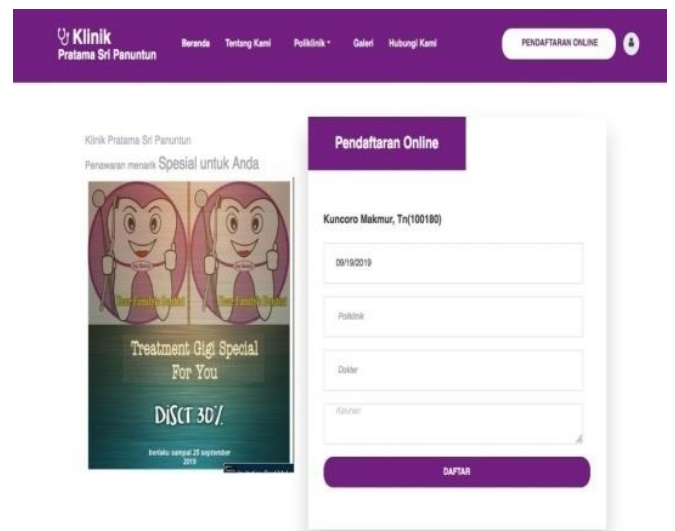 Klinik
Pratama Sri Panuntun
Beranda Tentang Kami Poliklinik Galeri Hubungi Kami
PENDAFTARAN ONLINE
Klinik Pratama Sri Panuntun
Penawaran menarik Spesial untuk Anda
Treatment Gigi Special
For You
DiSCT 30%
berlaku sampai 25 september
2019
Pendaftaran Online
Kuncoro Makmur, Tn(100180)
09/19/2019
Poliklinik
Dokter
Keluhan
DAFTAR